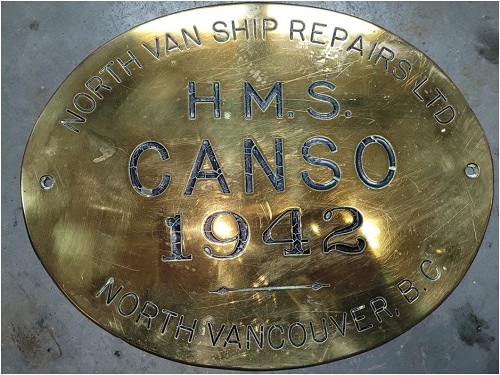 NORTH VAN SHIP REPAIRS LTD.
H.M.S.
CANSO
1942
NORTH VANCOUVER, B.C.